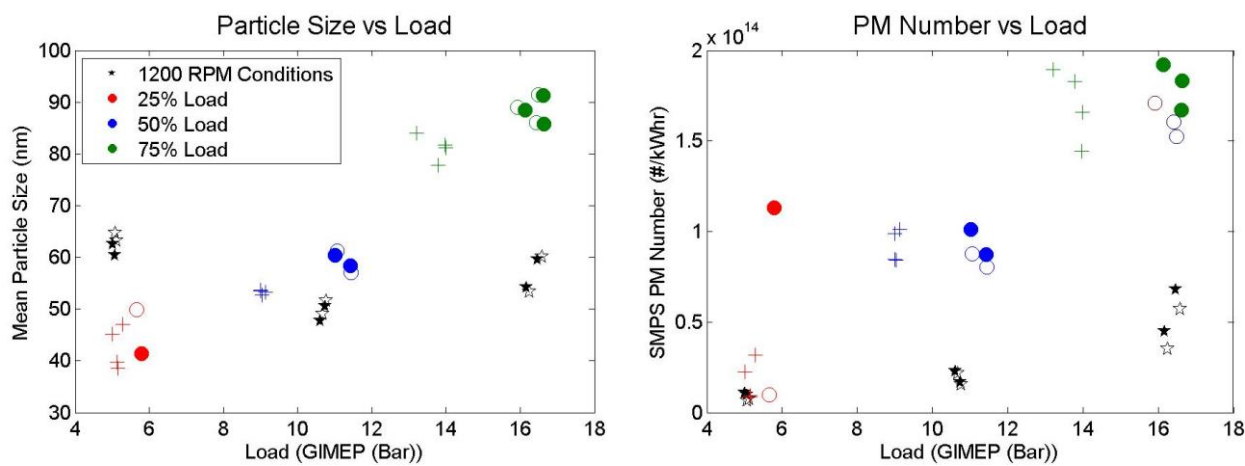 Particle Size vs Load
100
90
80
70
60
50
40
30
Mean Particle Size (nm)
1200 RPM Conditions
25% Load
50% Load
75% Load
4 6 8 10 12 14 16 18
Load (GIMEP (Bar))
PM Number vs Load
x 10^14
2
1.5
1
0.5
0
SMPS PM Number (#/kWhr)
4 6 8 10 12 14 16 18
Load (GIMEP (Bar))